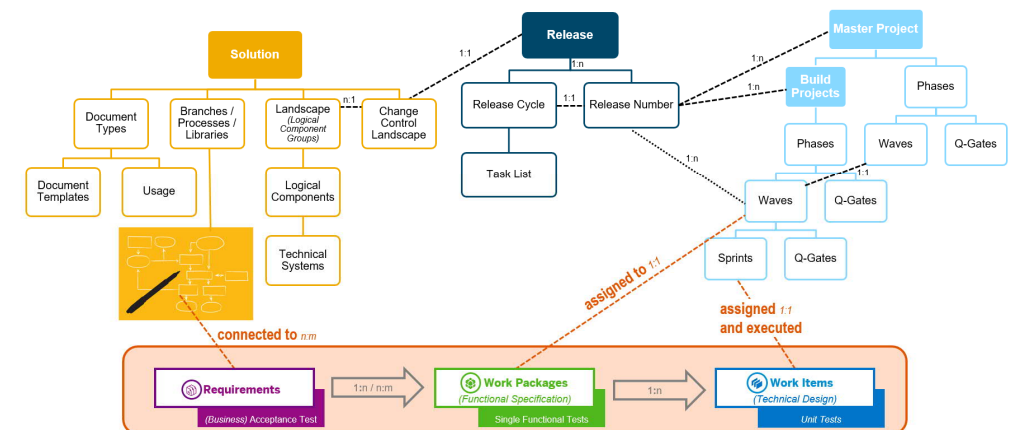 Solution
Document
Types
Branches /
Processes /
Libraries
Landscape
(Logical
Component
Groups)
n:1
Change
Control
Landscape
Document
Templates
Usage
Logical
Components
Technical
Systems
1:1
Release
1:n
Release Cycle
1:1
Release Number
Task List
1:n
1:n
1:n
Master Project
Build
Projects
Phases
Phases
Waves
Q-Gates
1:1
Waves
Q-Gates
Sprints
Q-Gates
connected to n:m
assigned to 1:1
assigned 1:1
and executed
Requirements
(Business) Acceptance Test
1:n / n:m
Work Packages
(Functional Specification)
Single Functional Tests
1:n
Work Items
(Technical Design)
Unit Tests